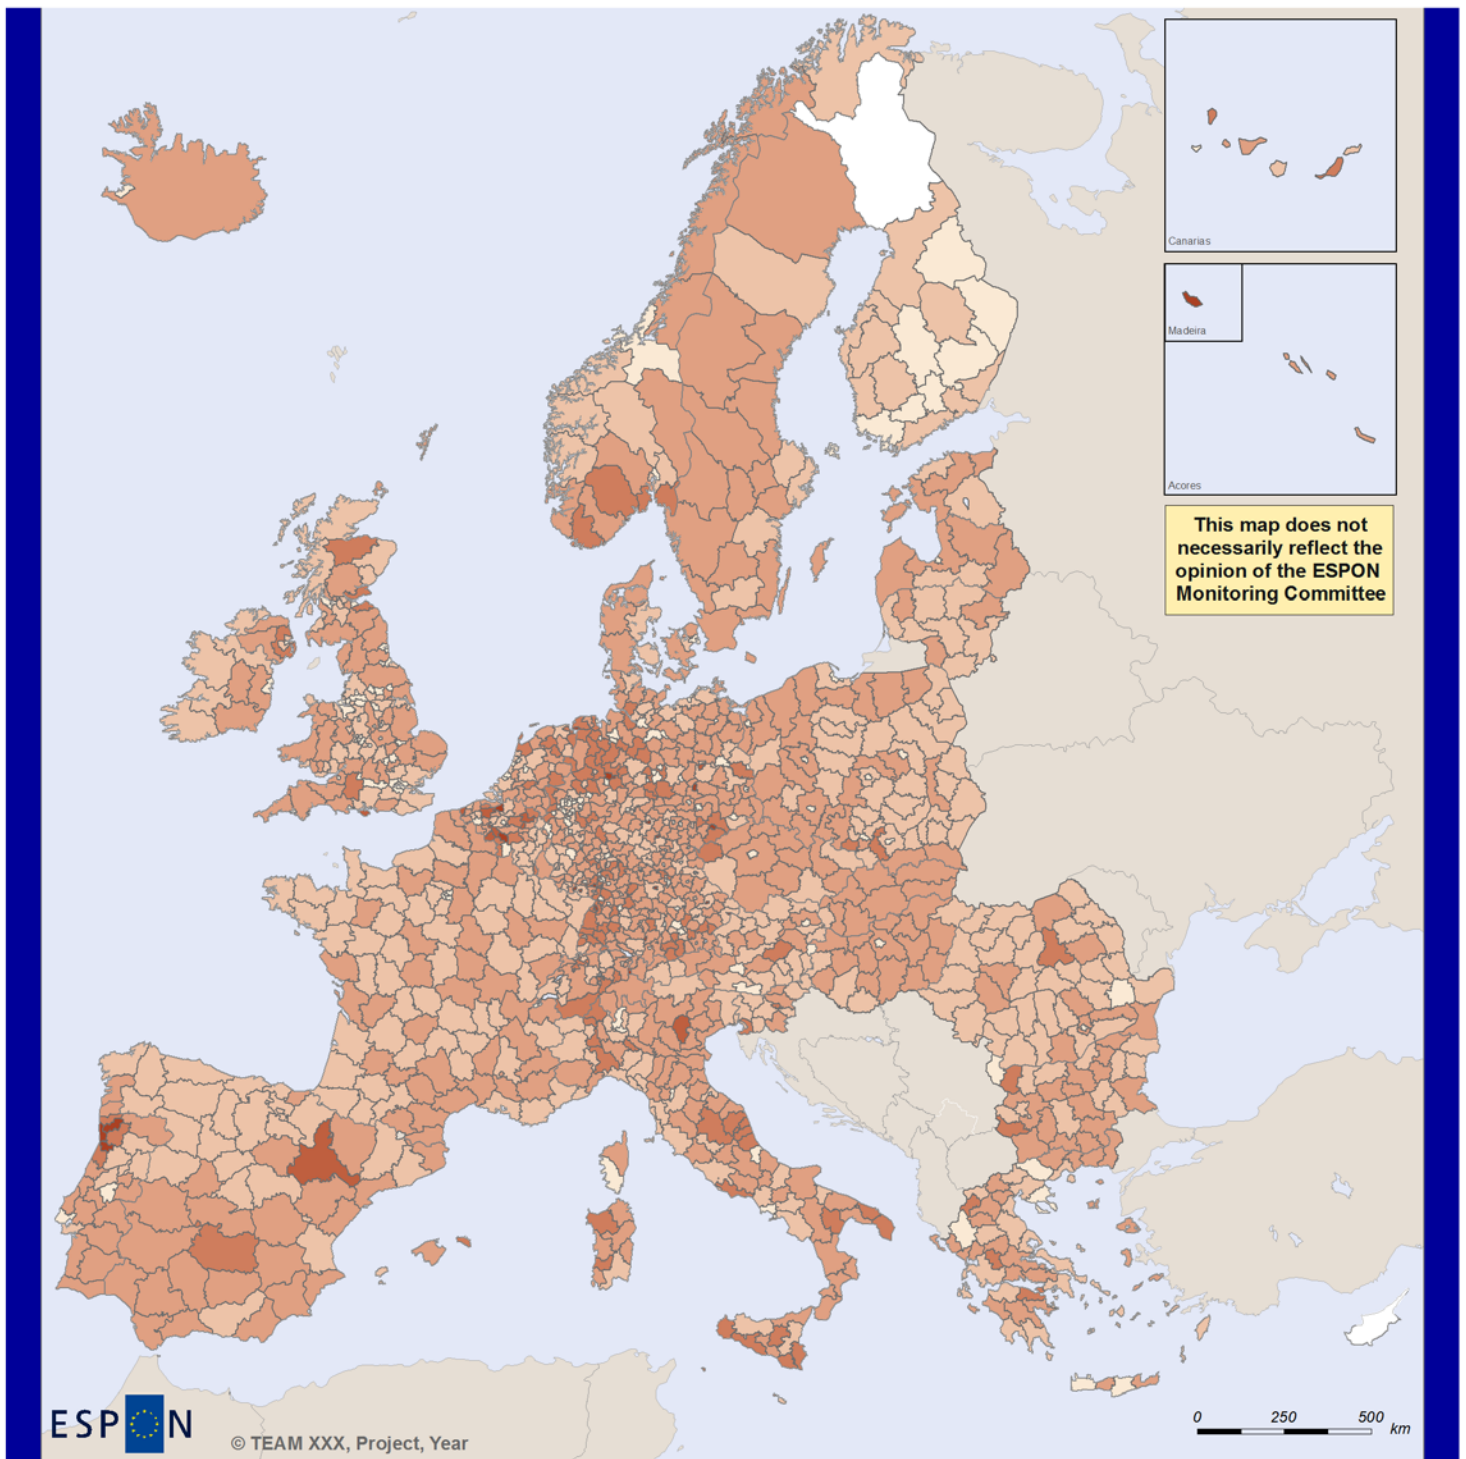 Canarias
Madeira
Acores
This map does not
necessarily reflect the
opinion of the ESPON
Monitoring Committee
0 250 500 km
ESPON
© TEAM XXX, Project, Year